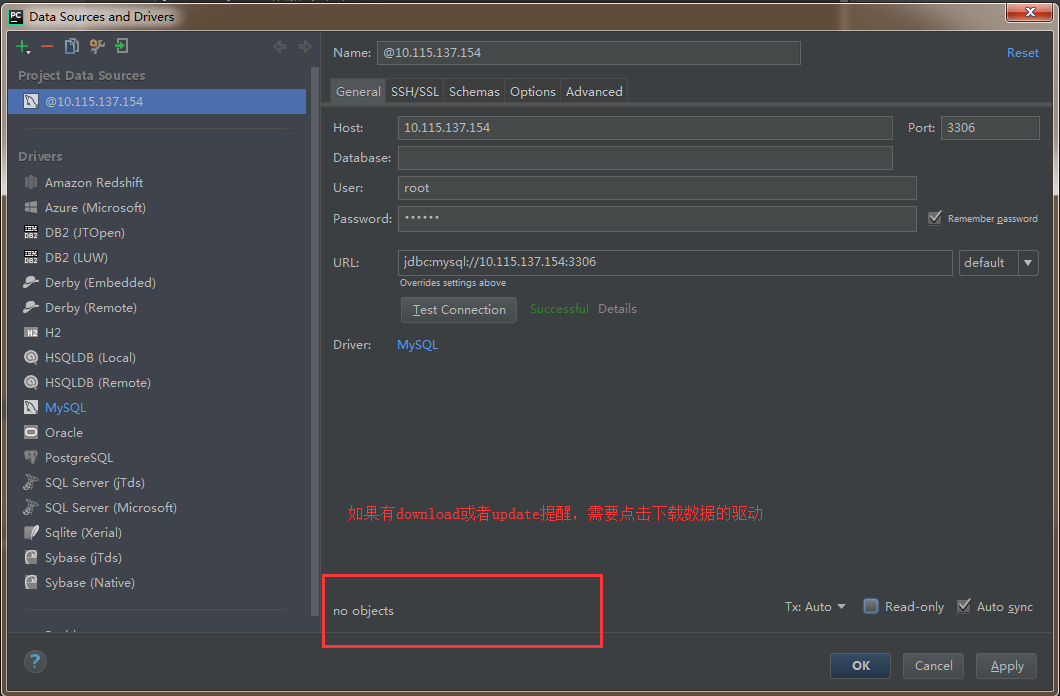 PC Data Sources and Drivers
Name: @10.115.137.154 Reset
Project Data Sources
@10.115.137.154
General SSH/SSL Schemas Options Advanced
Host: 10.115.137.154 Port: 3306
Database:
User: root
Password: •••••• Remember password
URL: jdbc:mysql://10.115.137.154:3306 default
Overrides settings above
Test Connection Successful Details
Driver: MySQL
Drivers
Amazon Redshift
Azure (Microsoft)
IBM DB2 DB2 (JTOpen)
IBM DB2 DB2 (LUW)
Derby (Embedded)
Derby (Remote)
H2 H2
HSQLDB (Local)
HSQLDB (Remote)
MySQL
Oracle
PostgreSQL
SQL Server (jTds)
SQL Server (Microsoft)
Sqlite (Xerial)
Sybase (jTds)
Sybase (Native)
如果有download或者update提醒，需要点击下载数据的驱动
no objects
Tx: Auto Read-only Auto sync
? OK Cancel Apply